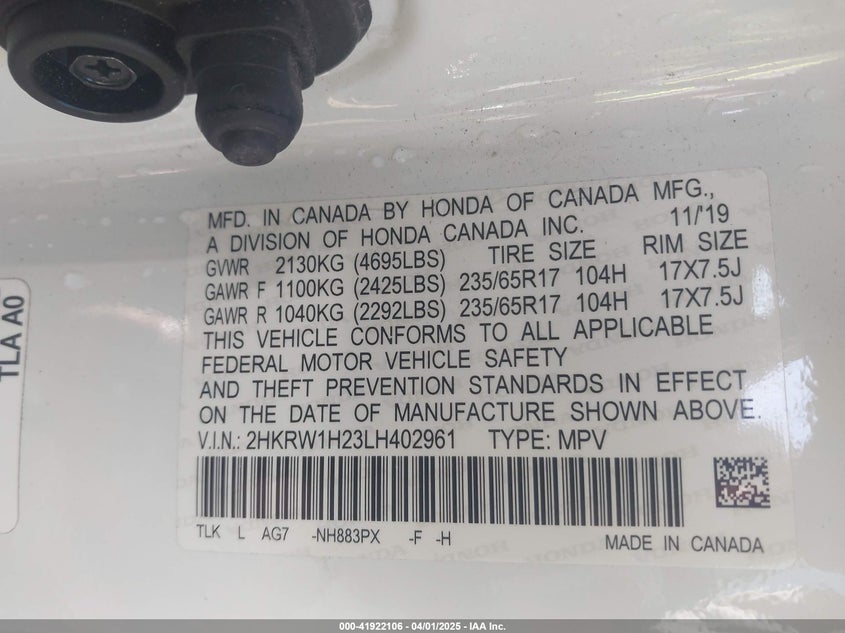 MFD. IN CANADA BY HONDA OF CANADA MFG.,
A DIVISION OF HONDA CANADA INC. 11/'19
GVWR 2130KG (4695LBS) TIRE SIZE RIM SIZE
GAWR F 1100KG (2425LBS) 235/65R17 104H 17X7.5J
GAWR R 1040KG (2292LBS) 235/65R17 104H 17X7.5J
THIS VEHICLE CONFORMS TO ALL APPLICABLE
FEDERAL MOTOR VEHICLE SAFETY
AND THEFT PREVENTION STANDARDS IN EFFECT
ON THE DATE OF MANUFACTURE SHOWN ABOVE.
V.I.N.: 2HKRW1H23LH402961 TYPE: MPV
TLK L AG7 -NH883PX -F -H
MADE IN CANADA
TLA A0
000-41922106 - 04/01/2025 - IAA Inc.